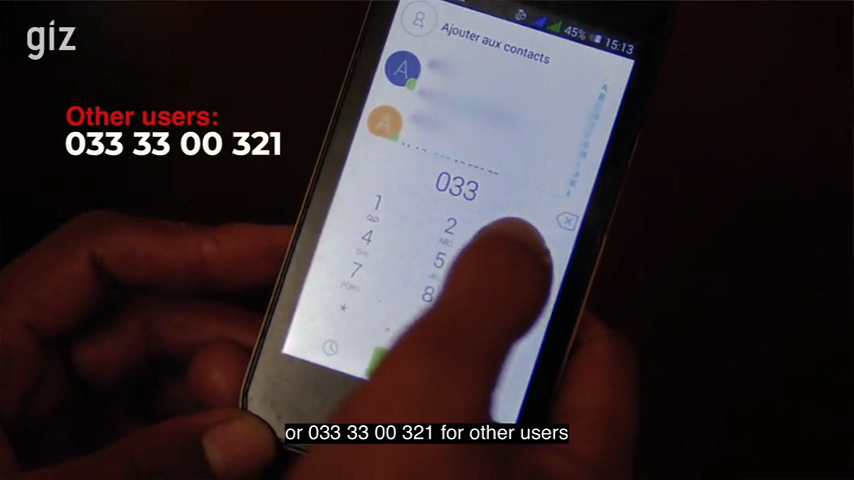 giz
45% 15:13
Ajouter aux contacts
A
A
Other users:
033 33 00 321
033
1
2
4
5
7
8
*
or 033 33 00 321 for other users